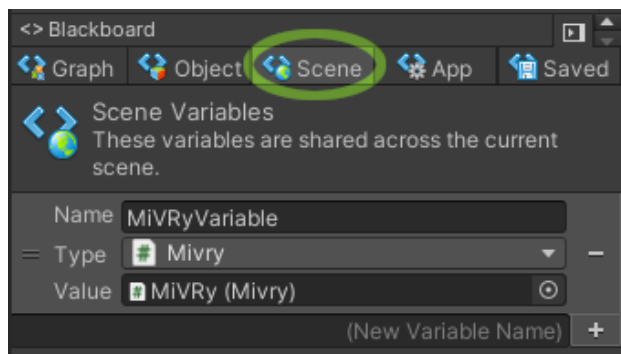 <> Blackboard
Graph Object Scene App Saved
Scene Variables
These variables are shared across the current
scene.
Name MiVRyVariable
Type # Mivry
Value # MiVRy (Mivry)
(New Variable Name) +